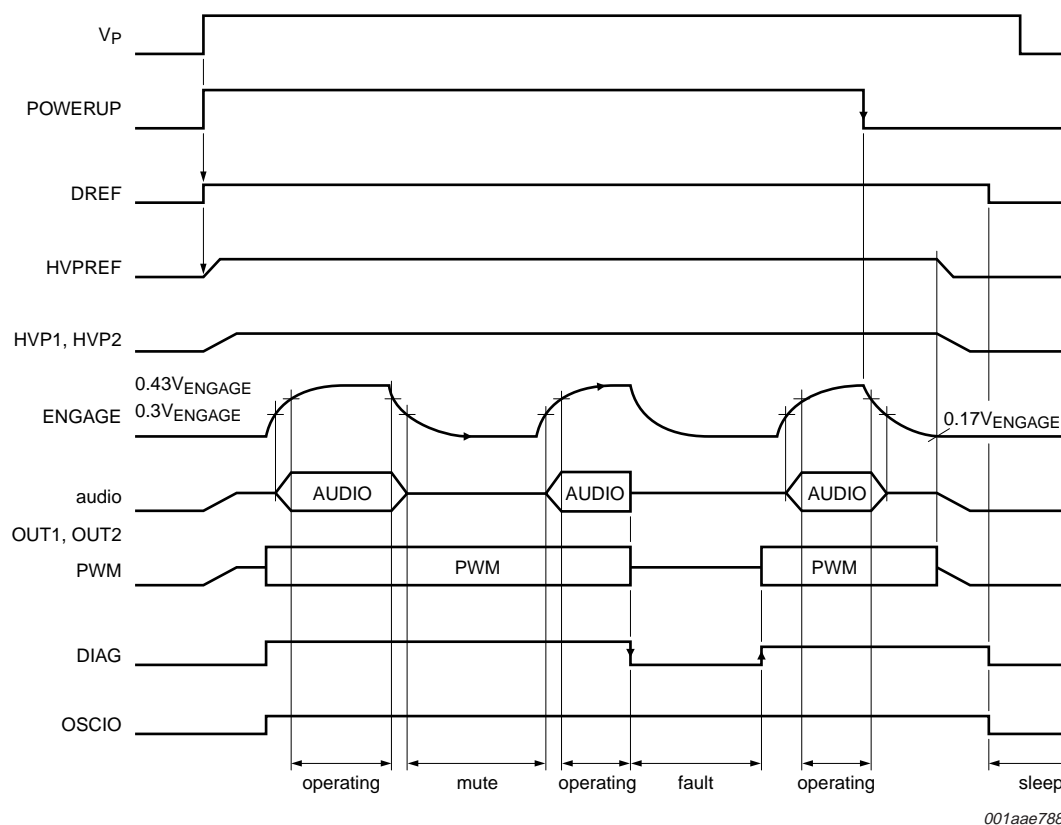 VP
POWERUP
DREF
HVPREF
HVP1, HVP2
0.43VENGAGE
ENGAGE
0.3VENGAGE
0.17VENGAGE
audio
AUDIO AUDIO AUDIO
OUT1, OUT2
PWM
PWM PWM
DIAG
OSCIO
operating mute operating fault operating sleep
001aae788